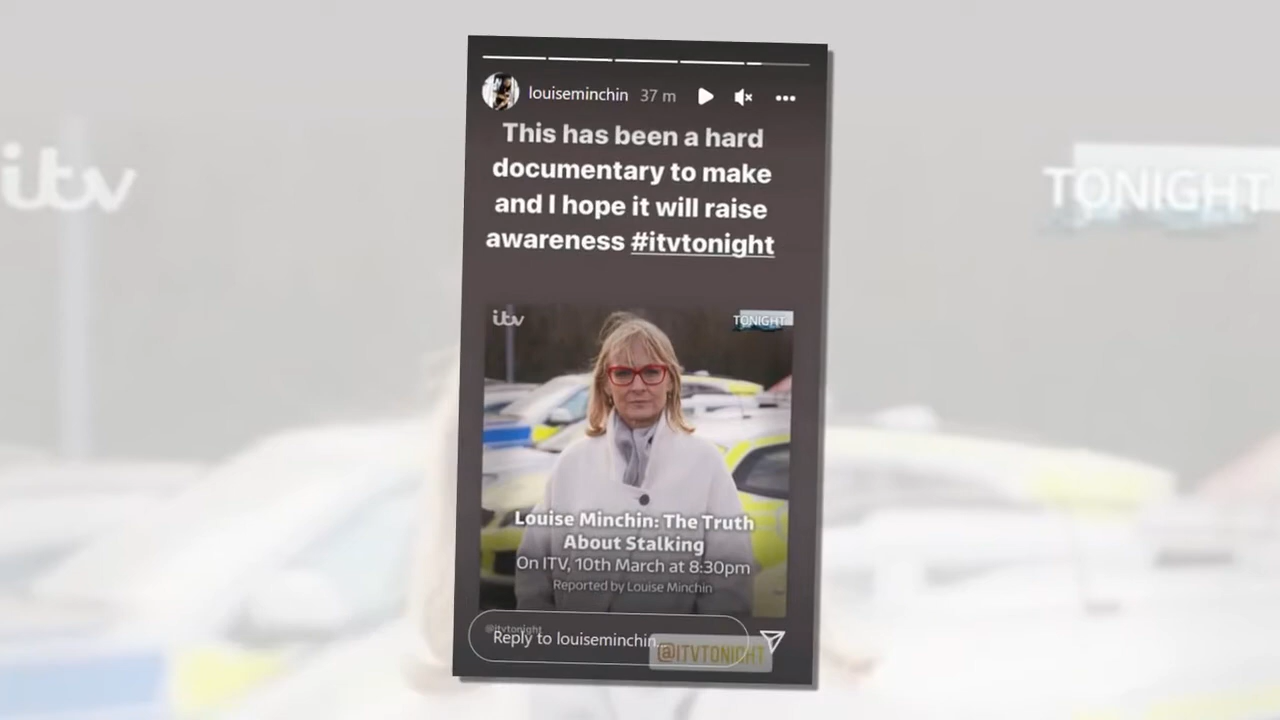 itv
TONIGHT
louiseminchin 37 m
This has been a hard
documentary to make
and I hope it will raise
awareness #itvtonight
itv
TONIGHT
Louise Minchin: The Truth
About Stalking
On ITV, 10th March at 8:30pm
Reported by Louise Minchin
@itvtonight
Reply to louiseminchin...
@ITVTONIGHT